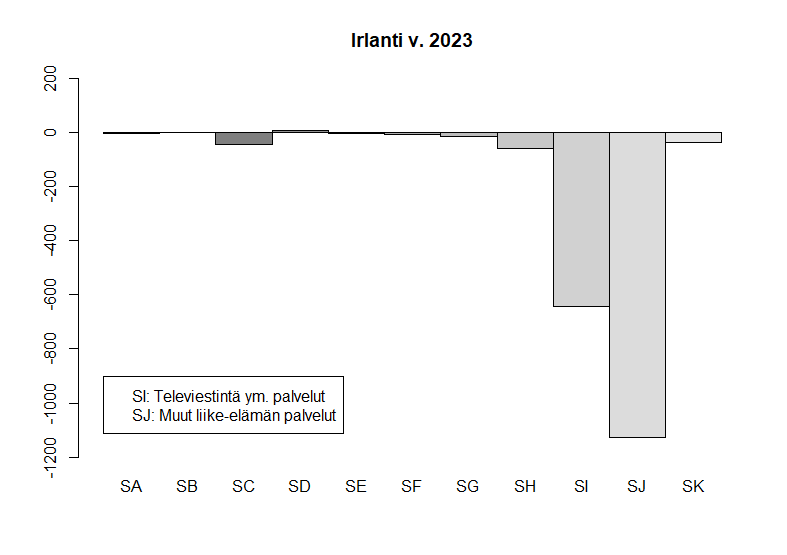 Irlanti v. 2023
200
0
-200
-400
-600
-800
-1000
-1200
SI: Televiestintä ym. palvelut
SJ: Muut liike-elämän palvelut
SA SB SC SD SE SF SG SH SI SJ SK